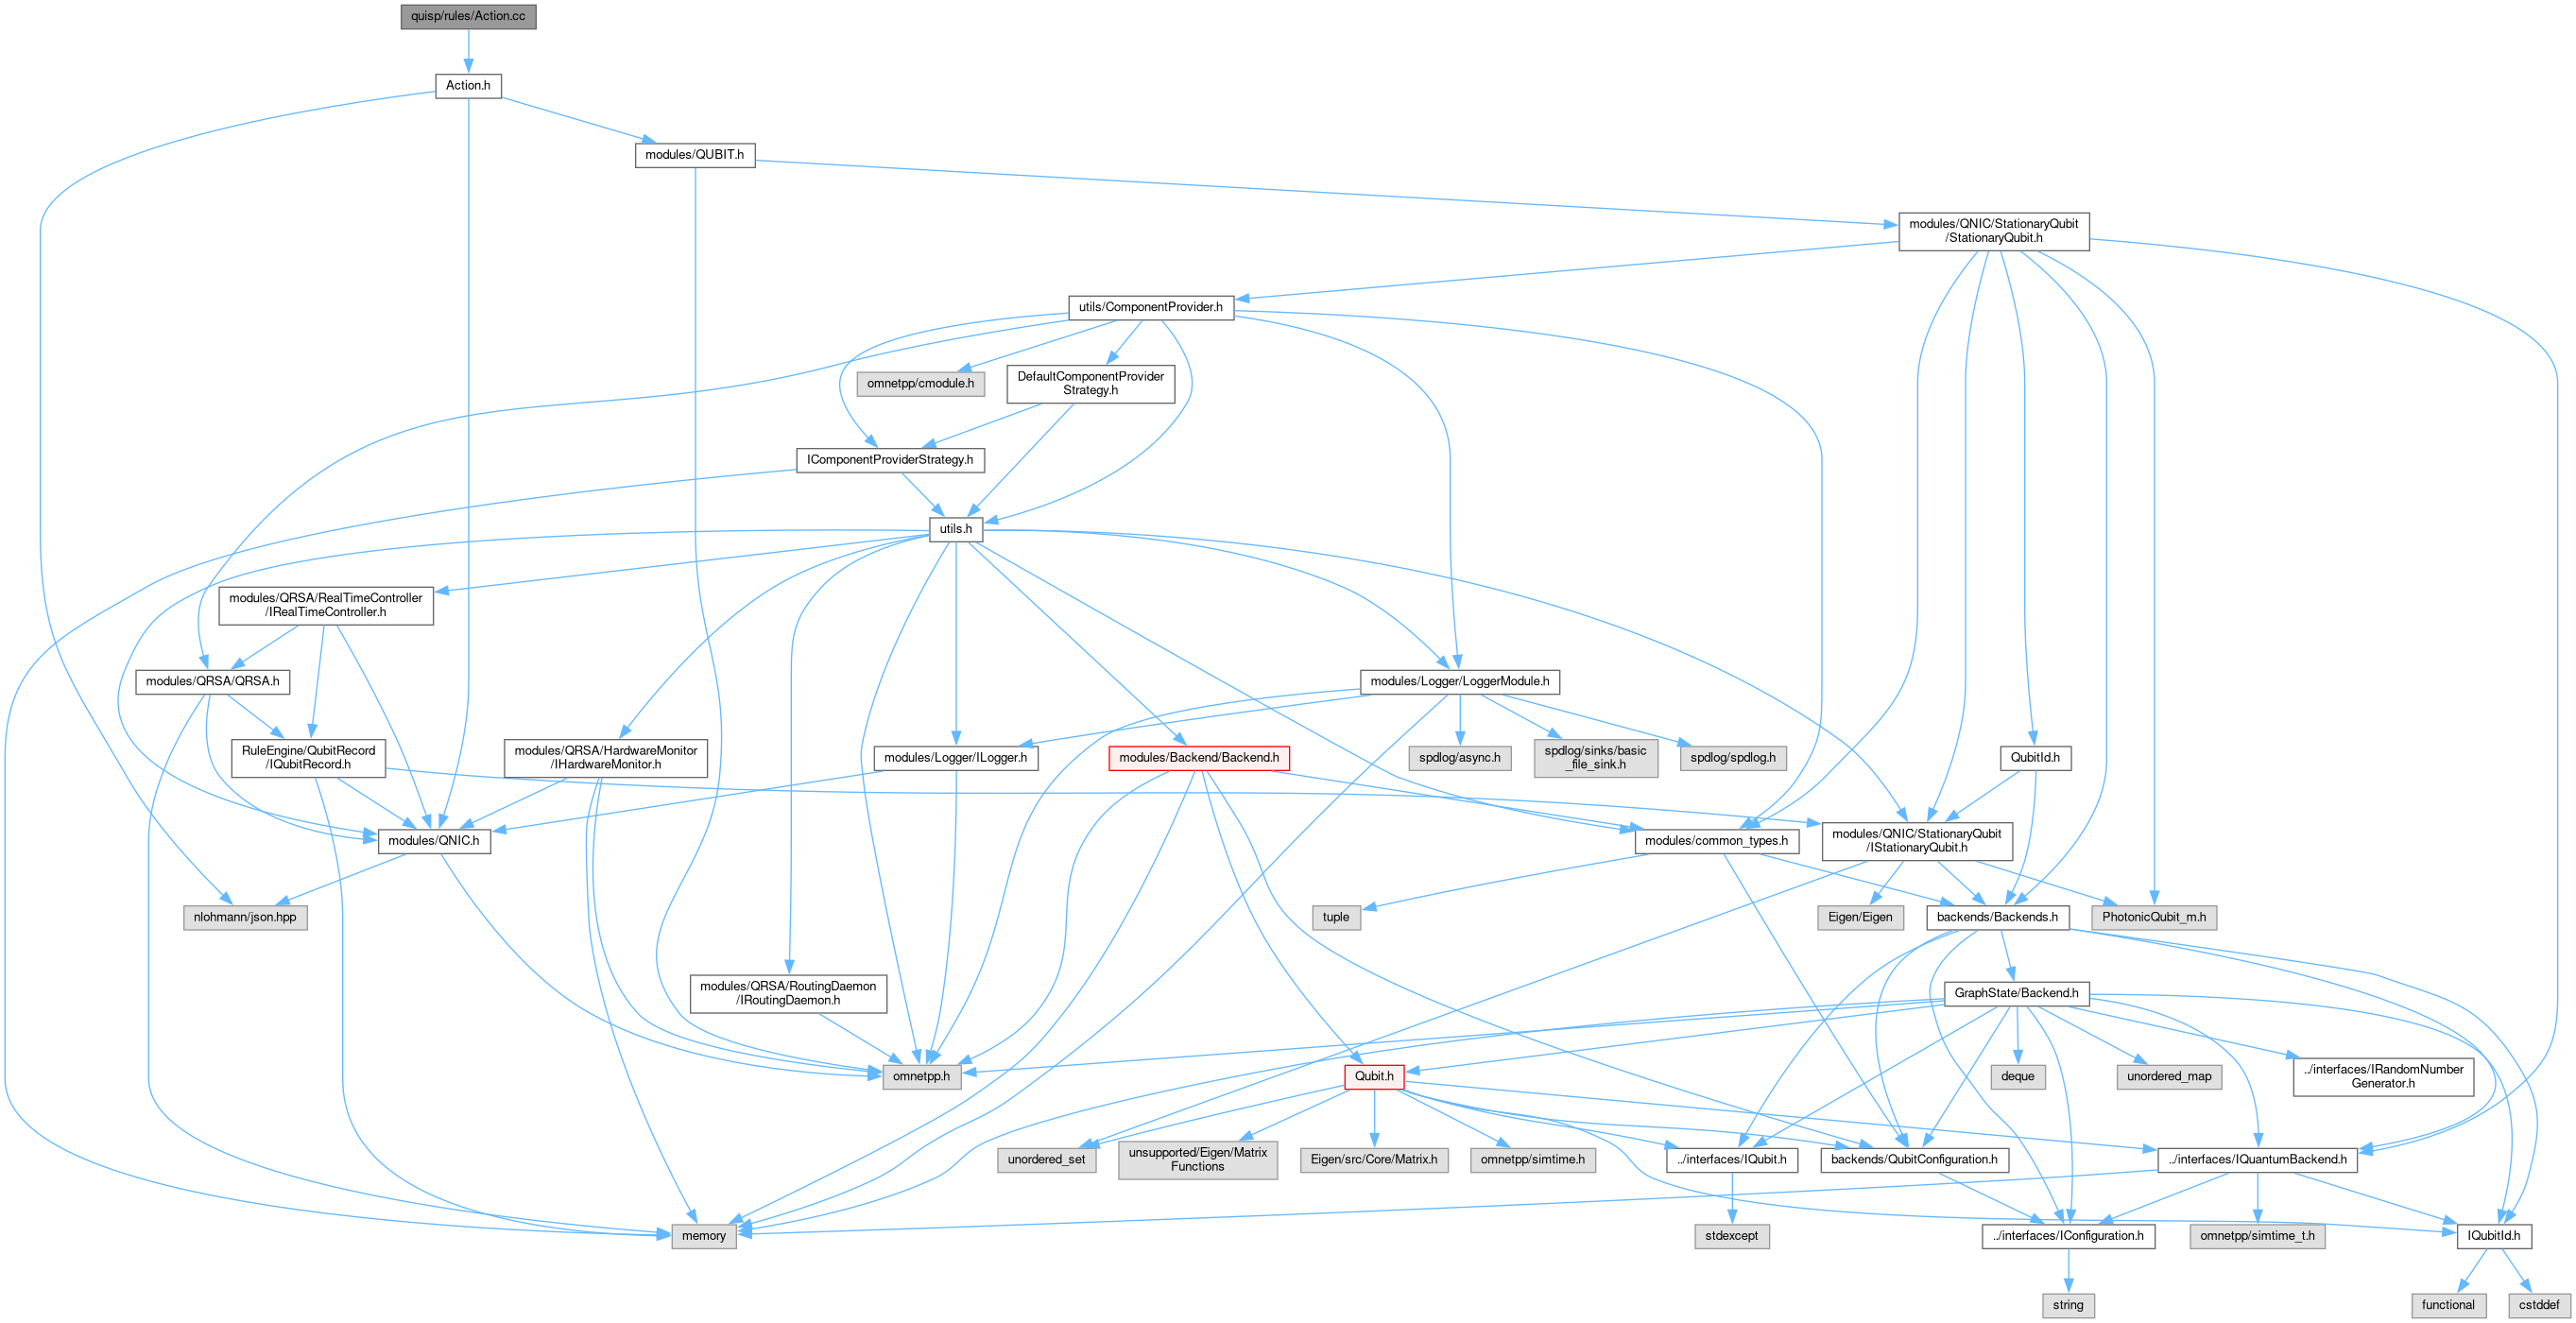 quisp/rules/Action.cc
Action.h
modules/QUBIT.h
modules/QNIC/StationaryQubit
/StationaryQubit.h
utils/ComponentProvider.h
omnetpp/cmodule.h
DefaultComponentProvider
Strategy.h
IComponentProviderStrategy.h
utils.h
modules/QRSA/RealTimeController
/IRealTimeController.h
modules/QRSA/QRSA.h
modules/Logger/LoggerModule.h
RuleEngine/QubitRecord
/IQubitRecord.h
modules/QRSA/HardwareMonitor
/IHardwareMonitor.h
modules/Logger/ILogger.h
modules/Backend/Backend.h
spdlog/async.h
spdlog/sinks/basic
_file_sink.h
spdlog/spdlog.h
QubitId.h
modules/QNIC.h
modules/common_types.h
modules/QNIC/StationaryQubit
/IStationaryQubit.h
nlohmann/json.hpp
tuple
Eigen/Eigen
backends/Backends.h
PhotonicQubit_m.h
modules/QRSA/RoutingDaemon
/IRoutingDaemon.h
GraphState/Backend.h
omnetpp.h
Qubit.h
deque
unordered_map
../interfaces/IRandomNumber
Generator.h
unordered_set
unsupported/Eigen/Matrix
Functions
Eigen/src/Core/Matrix.h
omnetpp/simtime.h
../interfaces/IQubit.h
backends/QubitConfiguration.h
../interfaces/IQuantumBackend.h
memory
stdexcept
../interfaces/IConfiguration.h
omnetpp/simtime_t.h
IQubitId.h
string
functional
cstddef